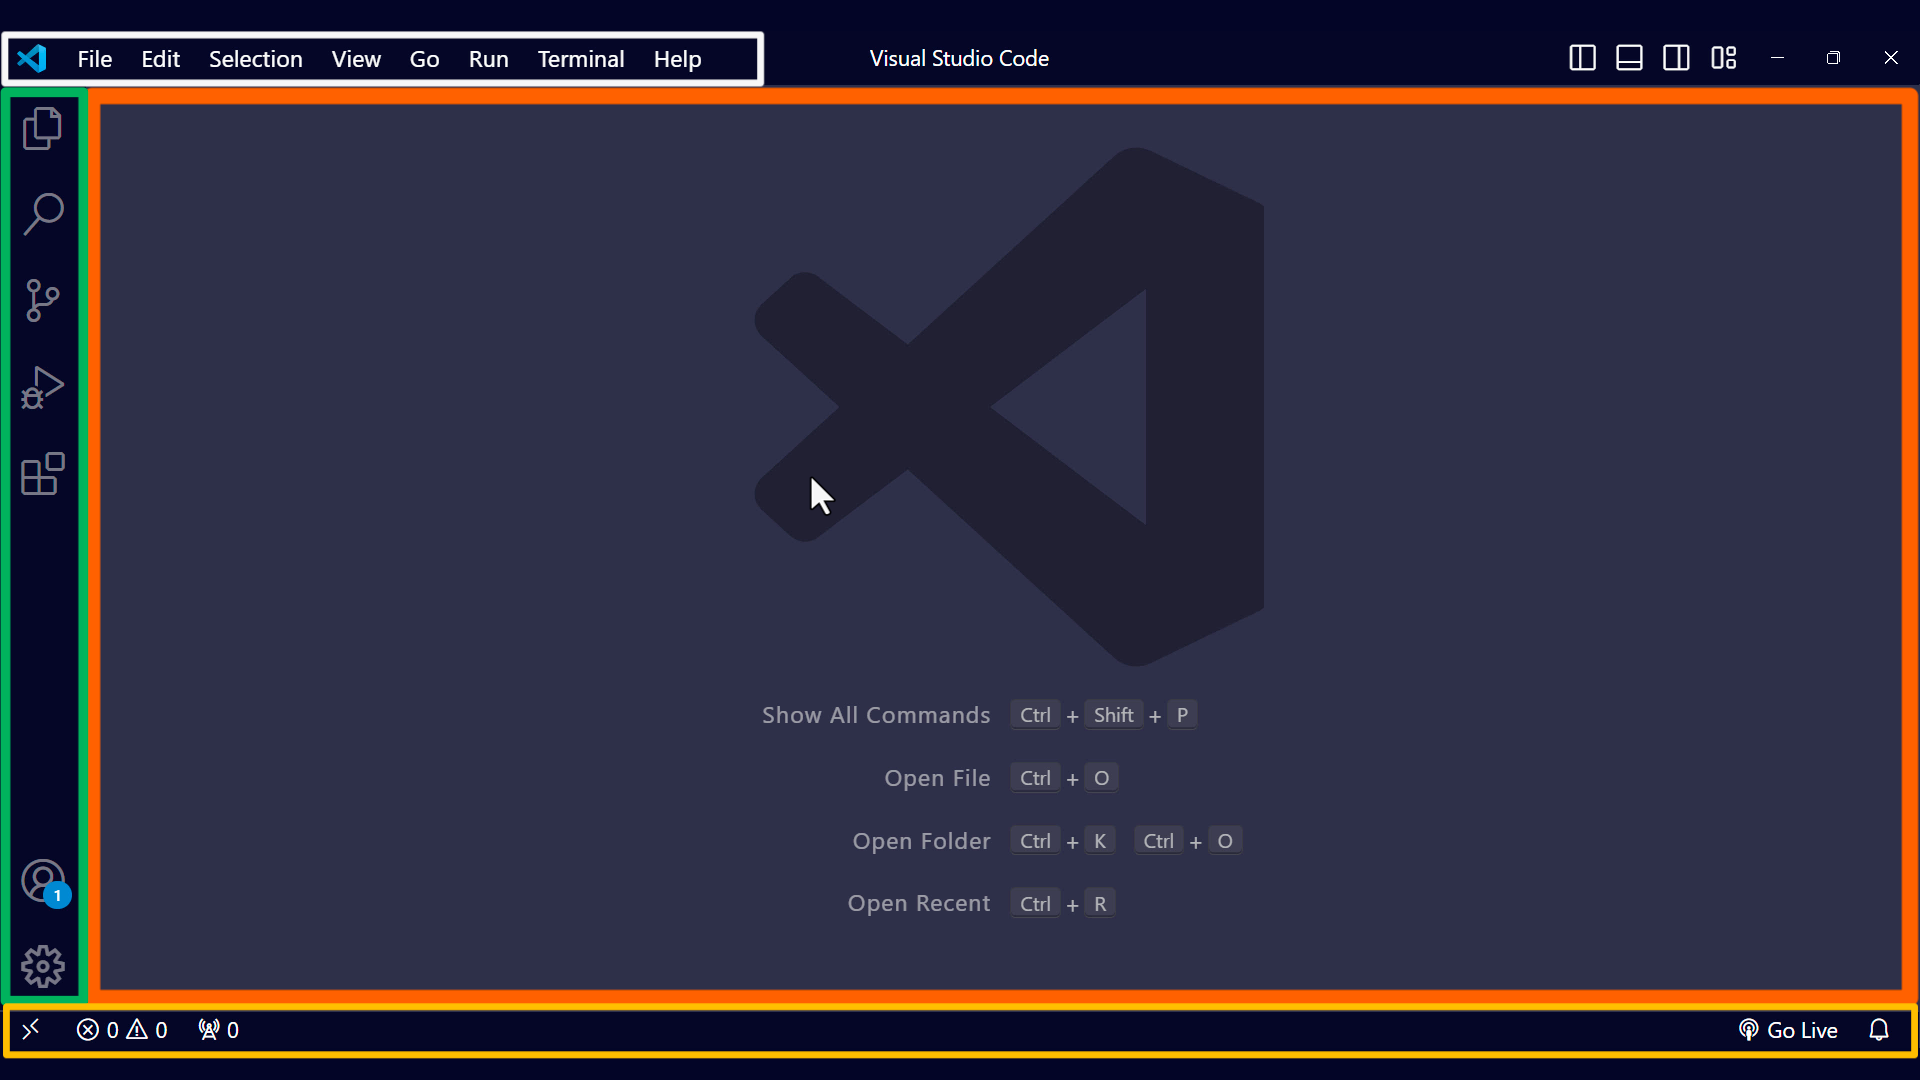 File Edit Selection View Go Run Terminal Help Visual Studio Code
Show All Commands Ctrl + Shift + P
Open File Ctrl + O
Open Folder Ctrl + K Ctrl + O
Open Recent Ctrl + R
1
0 0 0 Go Live